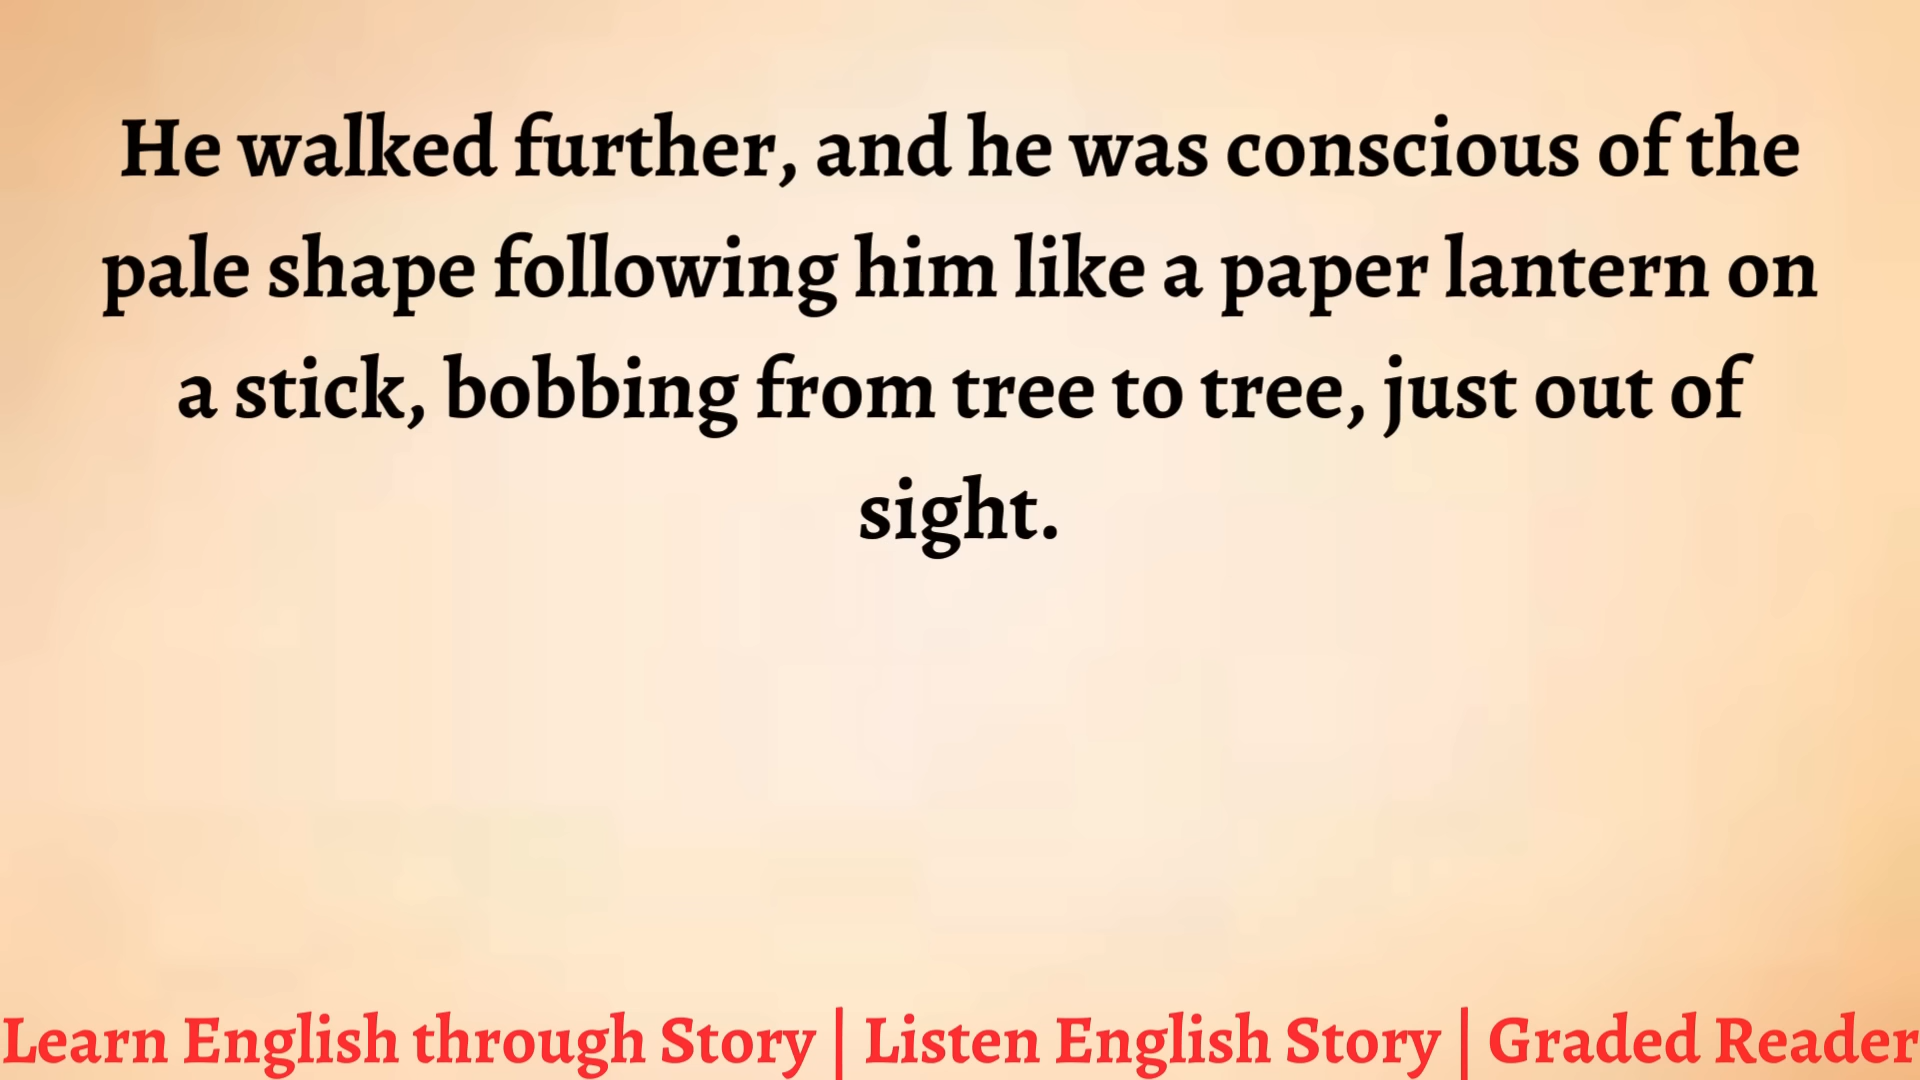 He walked further, and he was conscious of the
pale shape following him like a paper lantern on
a stick, bobbing from tree to tree, just out of
sight.
Learn English through Story | Listen English Story | Graded Reader